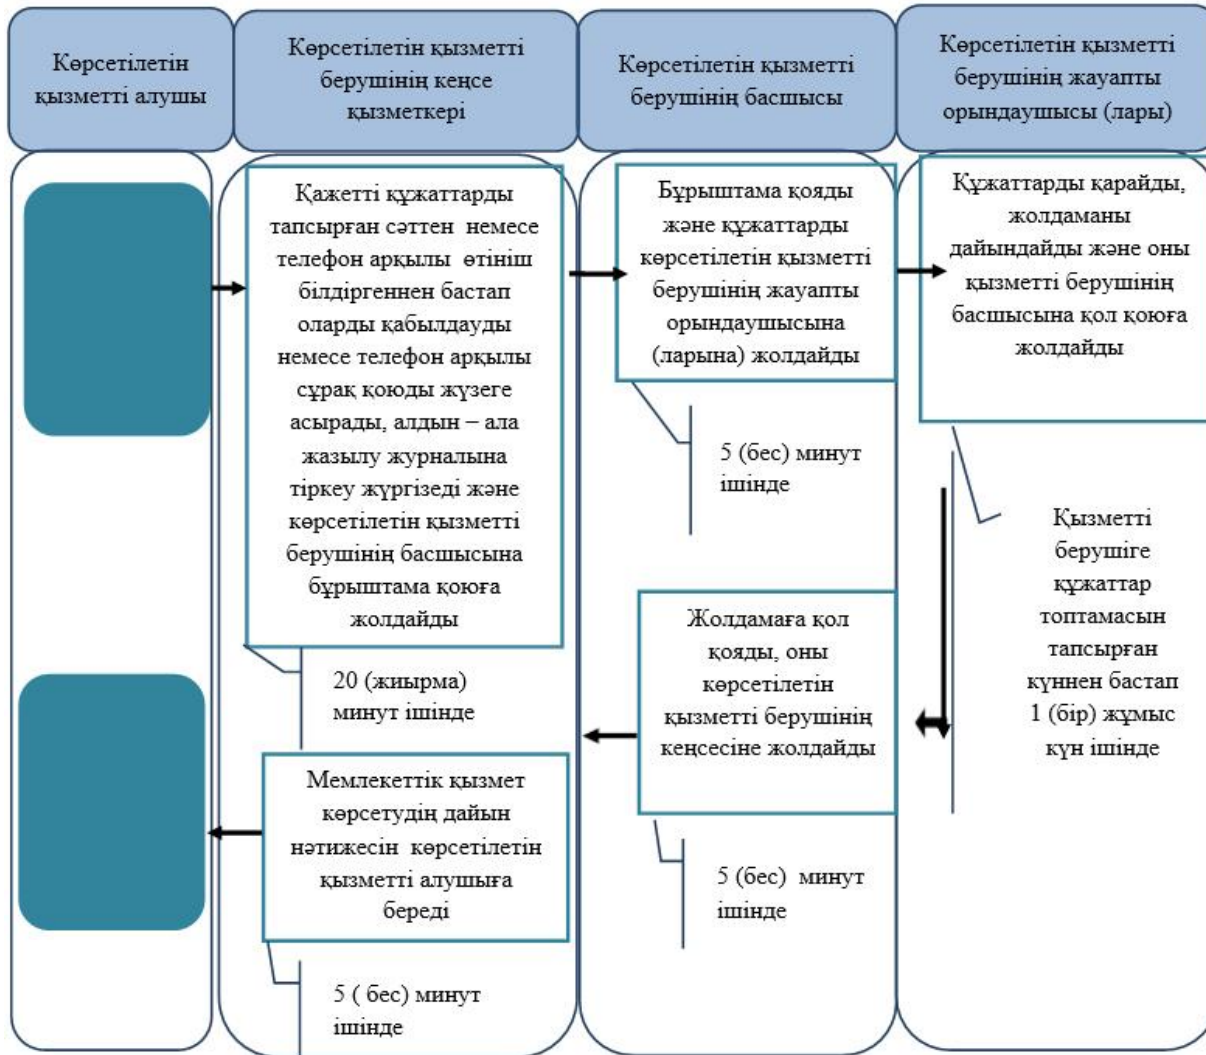 Көрсетілетін
қызметті алушы
Көрсетілетін қызметті
берушінің кеңсе
қызметкері
Көрсетілетін қызметті
берушінің басшысы
Көрсетілетін қызметті
берушінің жауапты
орындаушысы (лары)
Қажетті құжаттарды
тапсырған сәттен немесе
телефон арқылы өтініш
білдіргеннен бастап
оларды қабылдауды
немесе телефон арқылы
сұрақ қоюды жүзеге
асырады, алдын – ала
жазылу журналына
тіркеу жүргізеді және
көрсетілетін қызметті
берушінің басшысына
бұрыштама қоюға
жолдайды
20 (жиырма)
минут ішінде
Бұрыштама қояды
және құжаттарды
көрсетілетін қызметті
берушінің жауапты
орындаушысына
(ларына) жолдайды
5 (бес) минут
ішінде
Құжаттарды қарайды,
жолдаманы
дайындайды және оны
қызметті берушінің
басшысына қол қоюға
жолдайды
Қызметті
берушіге
құжаттар
топтамасын
тапсырған
күннен бастап
1 (бір) жұмыс
күн ішінде
Жолдамаға қол
қояды, оны
көрсетілетін
қызметті берушінің
кеңсесіне жолдайды
5 (бес) минут
ішінде
Мемлекеттік қызмет
көрсетудің дайын
нәтижесін көрсетілетін
қызметті алушыға
береді
5 ( бес) минут
ішінде